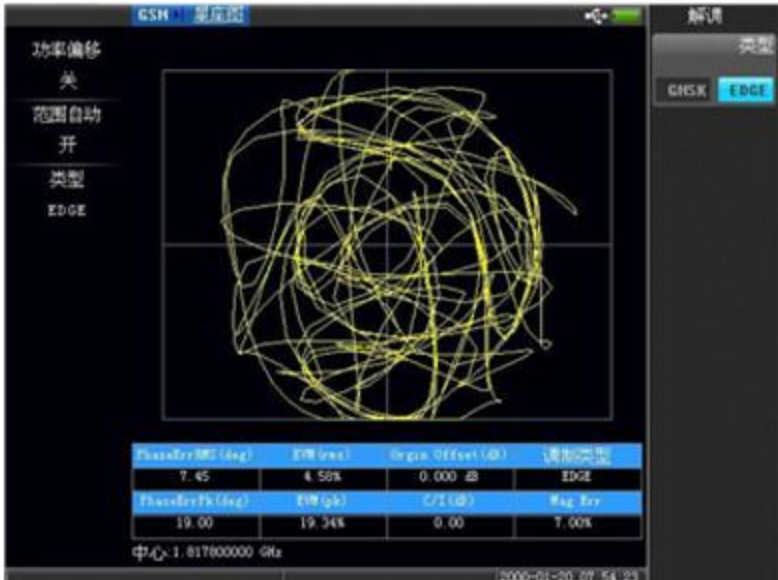 GSM 星座图
解调
功率偏移
关
范围自动
开
类型
EDGE
类型
GMSK EDGE
PhaseErrRMS(deg) EVM(rms) Orgin Offset(dB) 调制类型
7.45 4.58% 0.000 dB EDGE
PhaseErrPk(deg) EVM(pk) C/I(dB) Mag Err
19.00 19.34% 0.00 7.00%
中心:1.817800000 GHz
2000-01-20 07:54:23